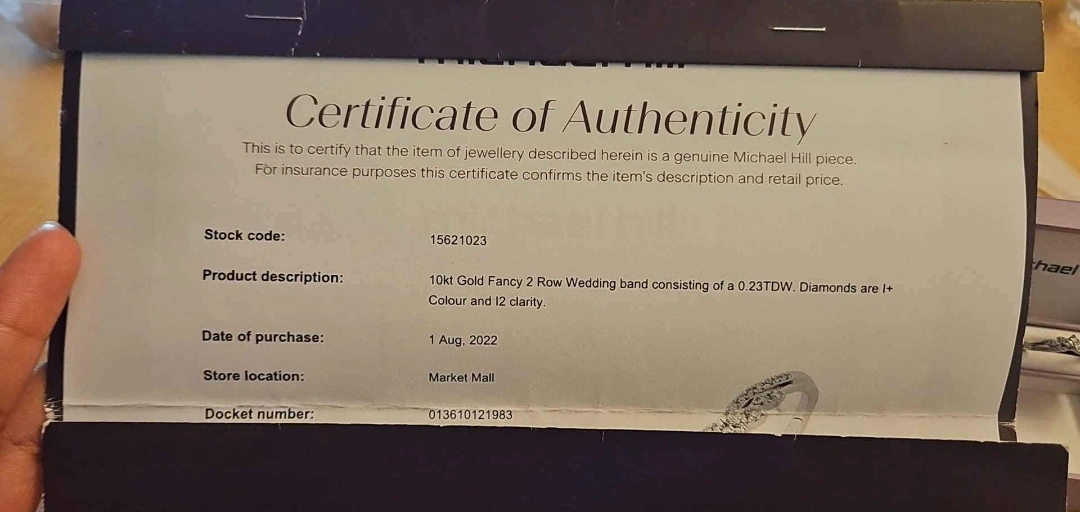 Certificate of Authenticity
This is to certify that the item of jewellery described herein is a genuine Michael Hill piece.
For insurance purposes this certificate confirms the item's description and retail price.
Stock code: 15621023
Product description: 10kt Gold Fancy 2 Row Wedding band consisting of a 0.23TDW. Diamonds are I+
Colour and I2 clarity.
Date of purchase: 1 Aug, 2022
Store location: Market Mall
Docket number: 013610121983
hael